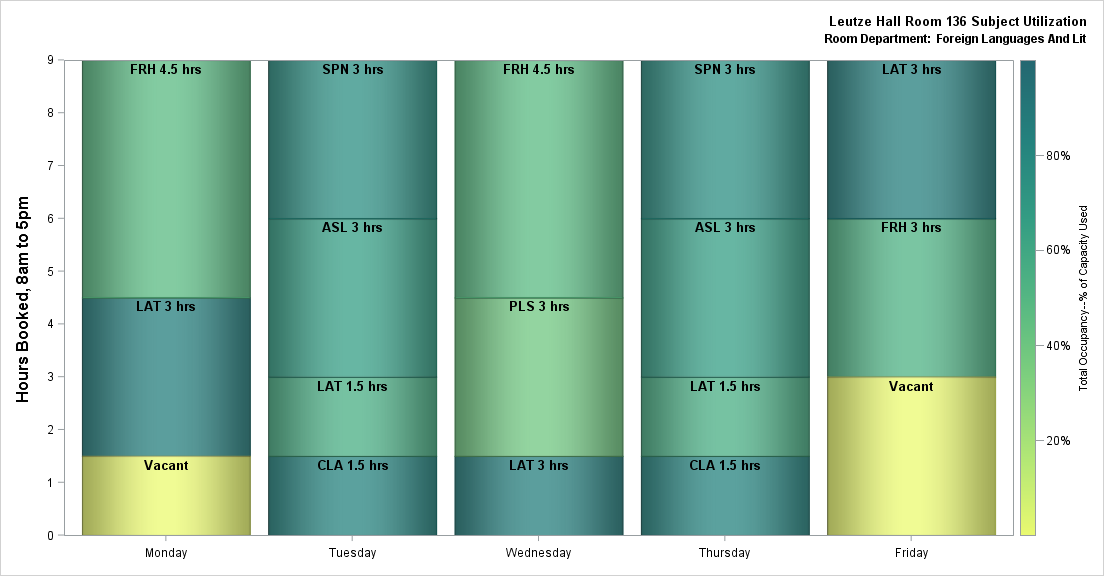 Leutze Hall Room 136 Subject Utilization
Room Department: Foreign Languages And Lit
Hours Booked, 8am to 5pm
9
8
7
6
5
4
3
2
1
0
FRH 4.5 hrs
LAT 3 hrs
Vacant
SPN 3 hrs
ASL 3 hrs
LAT 1.5 hrs
CLA 1.5 hrs
FRH 4.5 hrs
PLS 3 hrs
LAT 3 hrs
SPN 3 hrs
ASL 3 hrs
LAT 1.5 hrs
CLA 1.5 hrs
LAT 3 hrs
FRH 3 hrs
Vacant
Monday
Tuesday
Wednesday
Thursday
Friday
80%
60%
40%
20%
Total Occupancy--% of Capacity Used